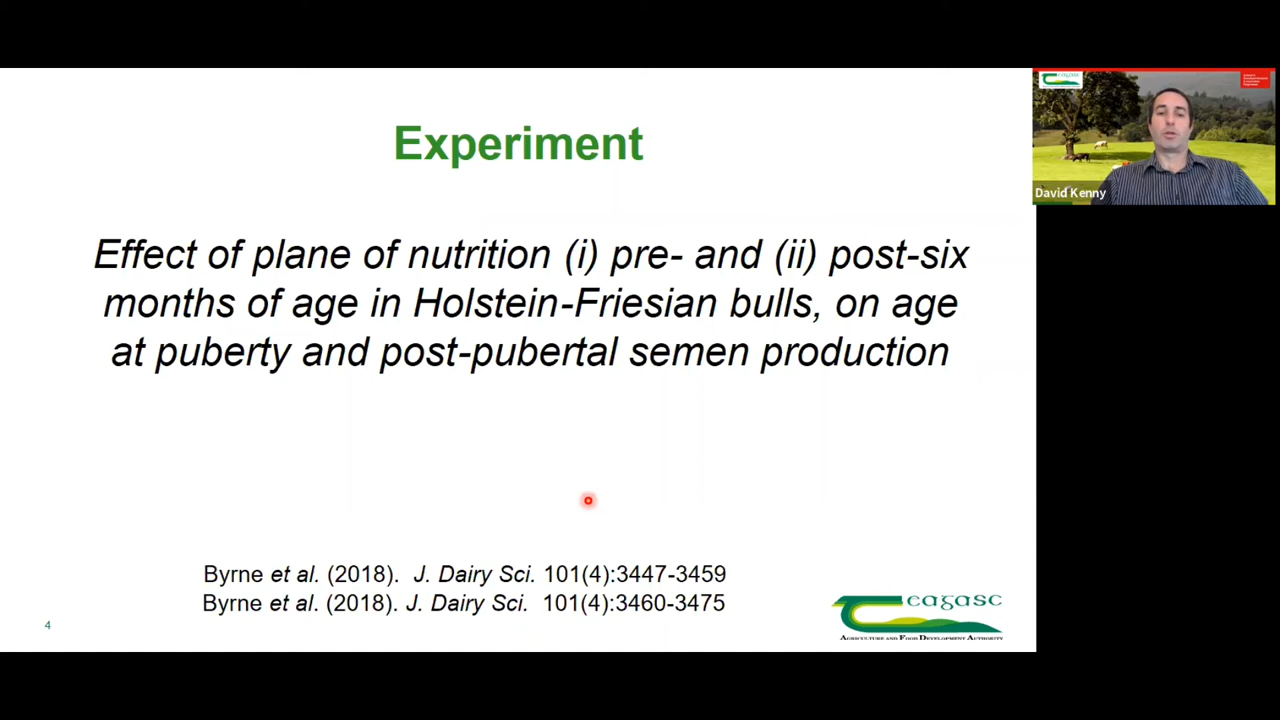 Experiment
Effect of plane of nutrition (i) pre- and (ii) post-six
months of age in Holstein-Friesian bulls, on age
at puberty and post-pubertal semen production
Byrne et al. (2018). J. Dairy Sci. 101(4):3447-3459
Byrne et al. (2018). J. Dairy Sci. 101(4):3460-3475
4
teagasc
AGRICULTURE AND FOOD DEVELOPMENT AUTHORITY
teagasc
David Kenny